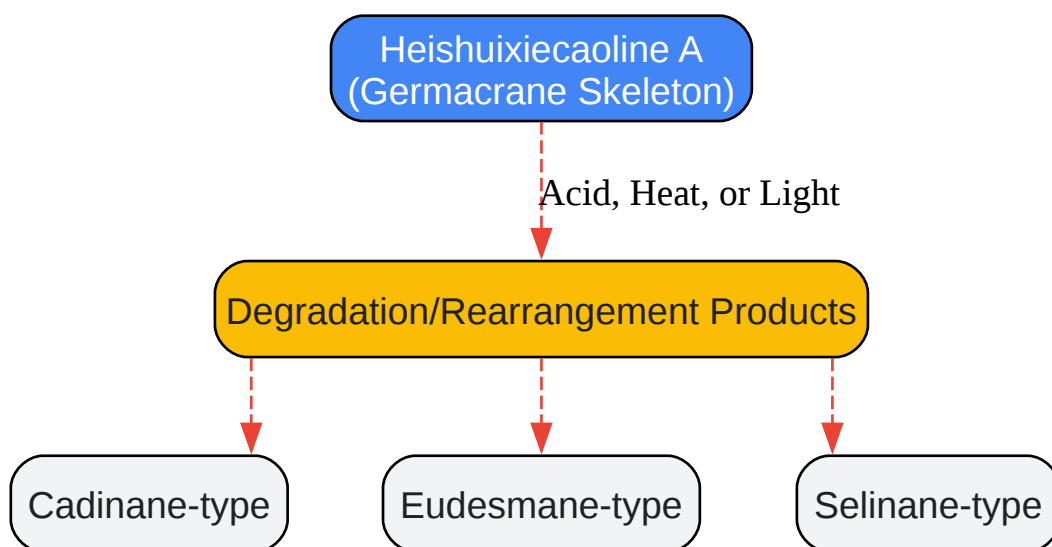 Heishuixiecaoline A
(Germacrane Skeleton)
Acid, Heat, or Light
Degradation/Rearrangement Products
Cadinane-type
Eudesmane-type
Selinane-type